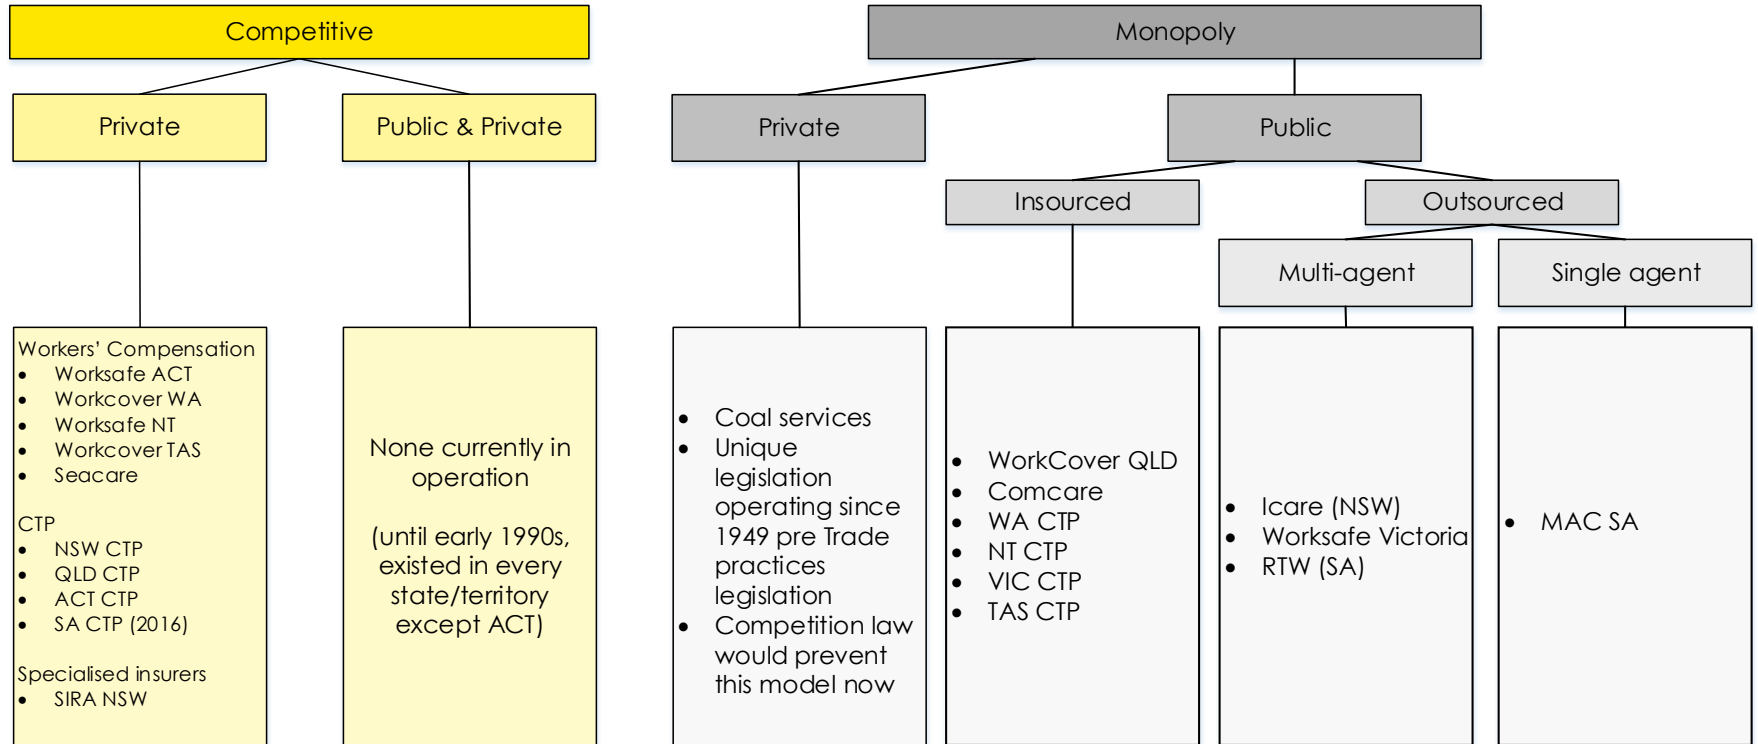 Competitive
Monopoly
Private
Public & Private
Private
Public
Insourced
Outsourced
Multi-agent
Single agent
Workers’ Compensation
• Worksafe ACT
• Workcover WA
• Worksafe NT
• Workcover TAS
• Seacare
CTP
• NSW CTP
• QLD CTP
• ACT CTP
• SA CTP (2016)
Specialised insurers
• SIRA NSW
None currently in
operation
(until early 1990s,
existed in every
state/territory
except ACT)
• Coal services
• Unique
legislation
operating since
1949 pre Trade
practices
legislation
• Competition law
would prevent
this model now
• WorkCover QLD
• Comcare
• WA CTP
• NT CTP
• VIC CTP
• TAS CTP
• Icare (NSW)
• Worksafe Victoria
• RTW (SA)
• MAC SA